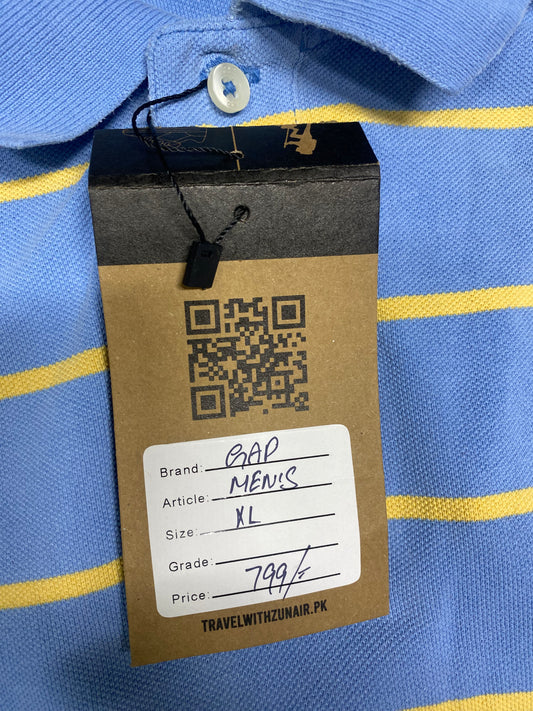 Brand: GAP
Article: MEN'S
Size: XL
Grade:
Price: 799/=
TRAVELWITHZUNAIR.PK